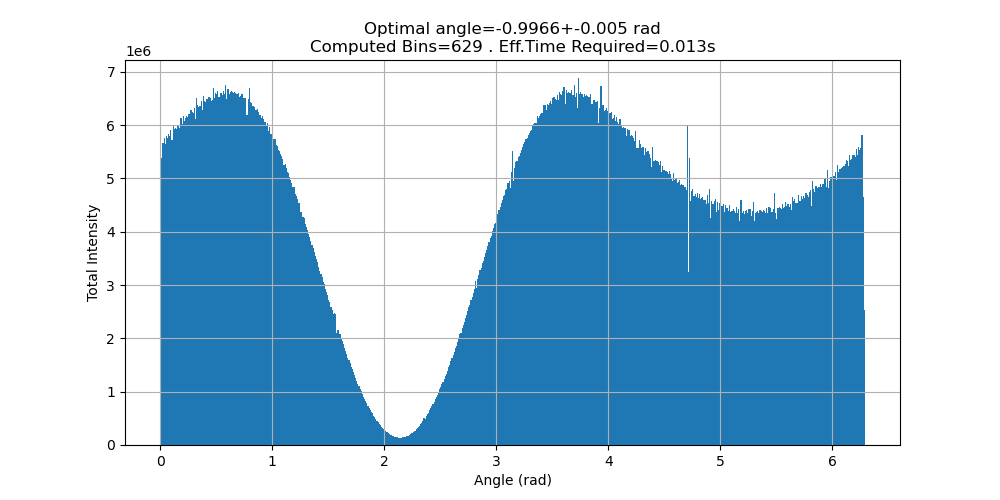 Optimal angle=-0.9966+-0.005 rad
Computed Bins=629 . Eff.Time Required=0.013s
1e6
7
6
5
4
3
2
1
0
Total Intensity
0 1 2 3 4 5 6
Angle (rad)